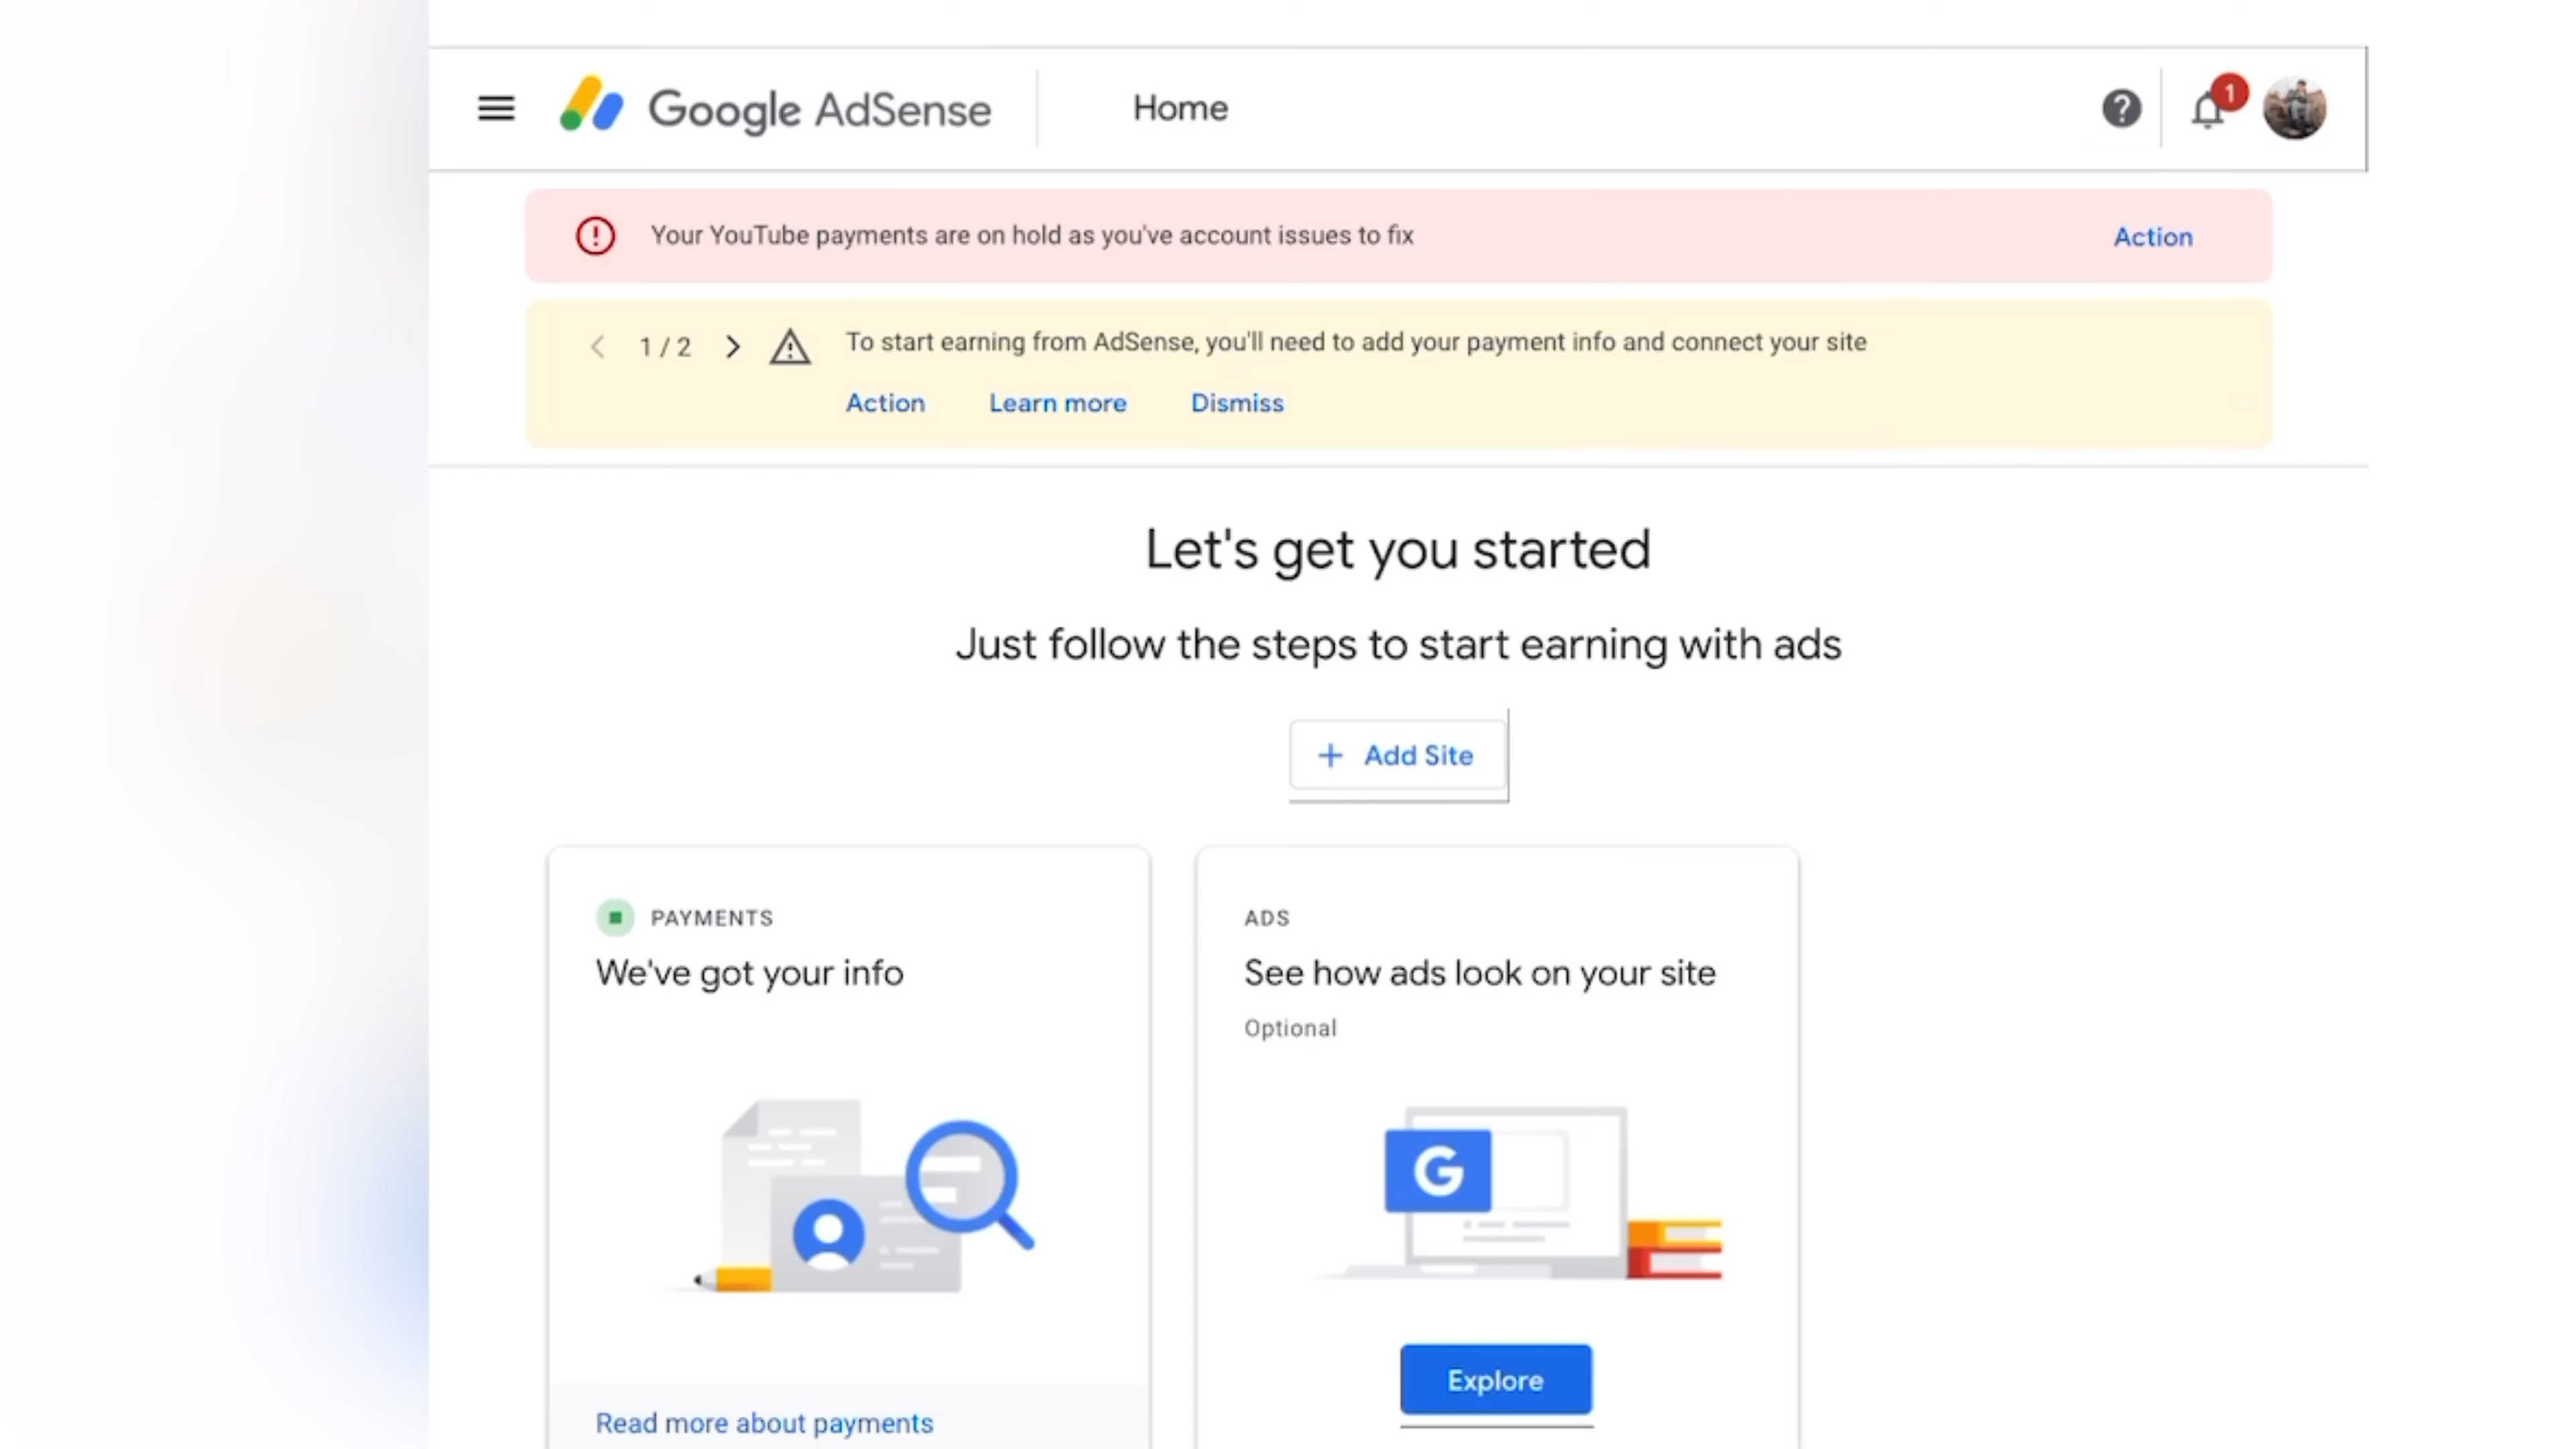 Google AdSense
Home
1
Your YouTube payments are on hold as you've account issues to fix
Action
1 / 2
To start earning from AdSense, you'll need to add your payment info and connect your site
Action Learn more Dismiss
Let's get you started
Just follow the steps to start earning with ads
+ Add Site
PAYMENTS
We've got your info
Read more about payments
ADS
See how ads look on your site
Optional
G
Explore